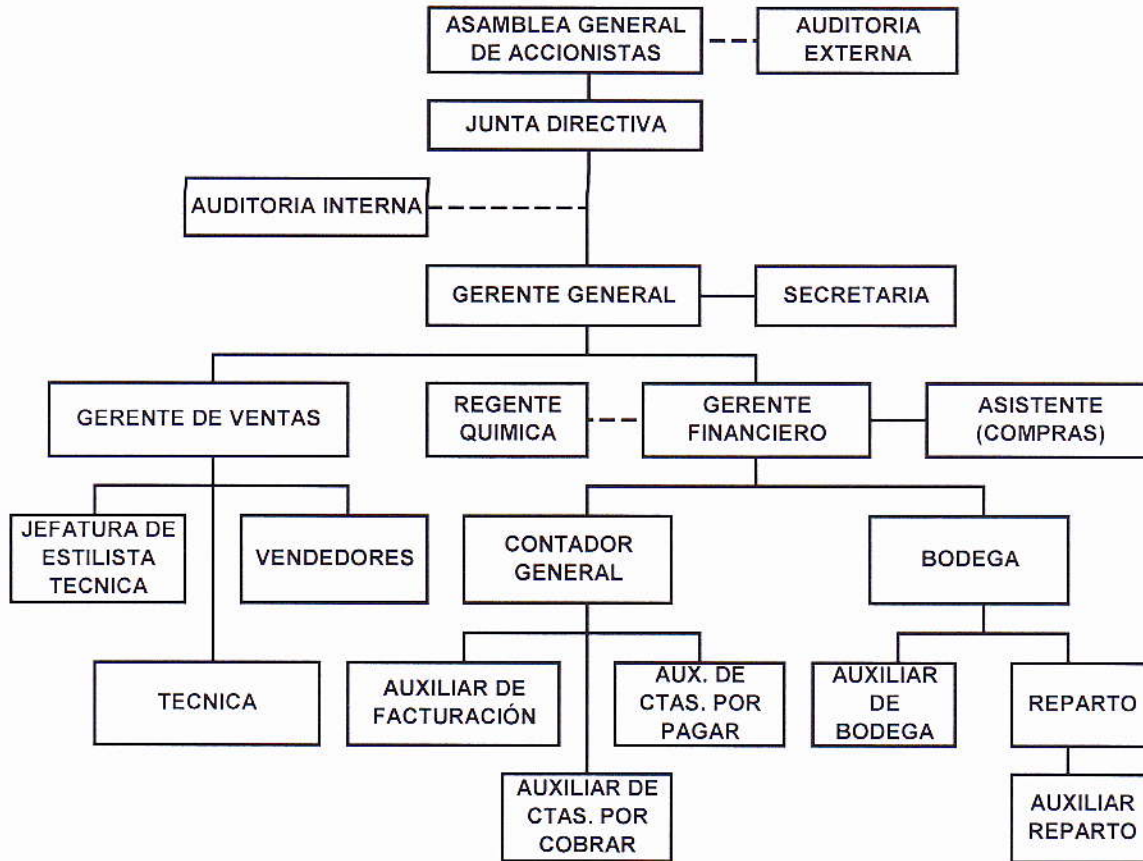 ASAMBLEA GENERAL
DE ACCIONISTAS
AUDITORIA
EXTERNA
JUNTA DIRECTIVA
AUDITORIA INTERNA
GERENTE GENERAL
SECRETARIA
GERENTE DE VENTAS
REGENTE
QUIMICA
GERENTE
FINANCIERO
ASISTENTE
(COMPRAS)
JEFATURA DE
ESTILISTA
TECNICA
VENDEDORES
CONTADOR
GENERAL
BODEGA
TECNICA
AUXILIAR DE
FACTURACIÓN
AUX. DE
CTAS. POR
PAGAR
AUXILIAR
DE
BODEGA
REPARTO
AUXILIAR DE
CTAS. POR
COBRAR
AUXILIAR
REPARTO